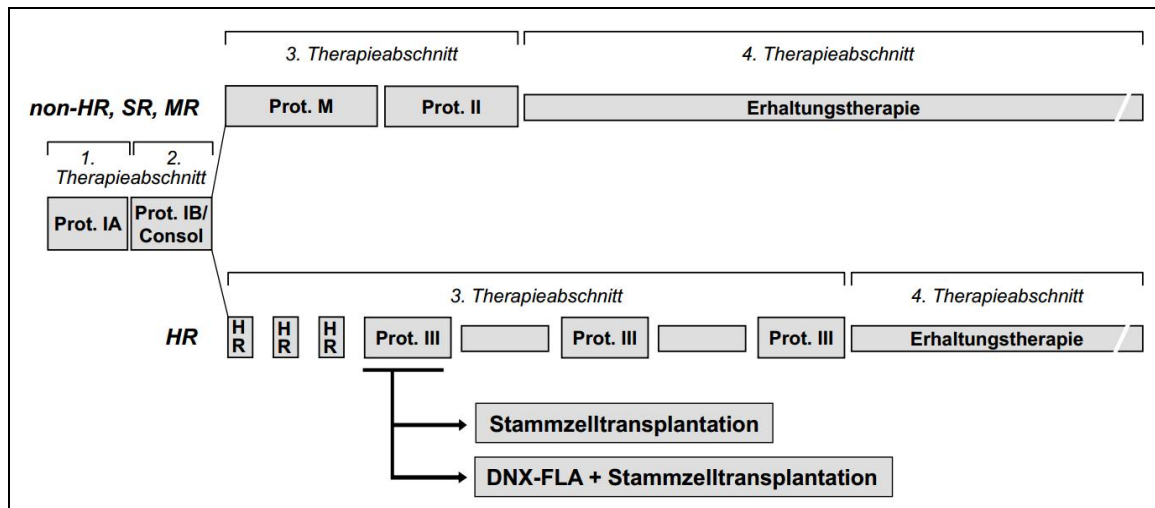 3. Therapieabschnitt
4. Therapieabschnitt
non-HR, SR, MR
Prot. M
Prot. II
Erhaltungstherapie
1.
2.
Therapieabschnitt
Prot. IA
Prot. IB/
Consol
3. Therapieabschnitt
4. Therapieabschnitt
HR
H
R
H
R
H
R
Prot. III
Prot. III
Prot. III
Erhaltungstherapie
Stammzelltransplantation
DNX-FLA + Stammzelltransplantation